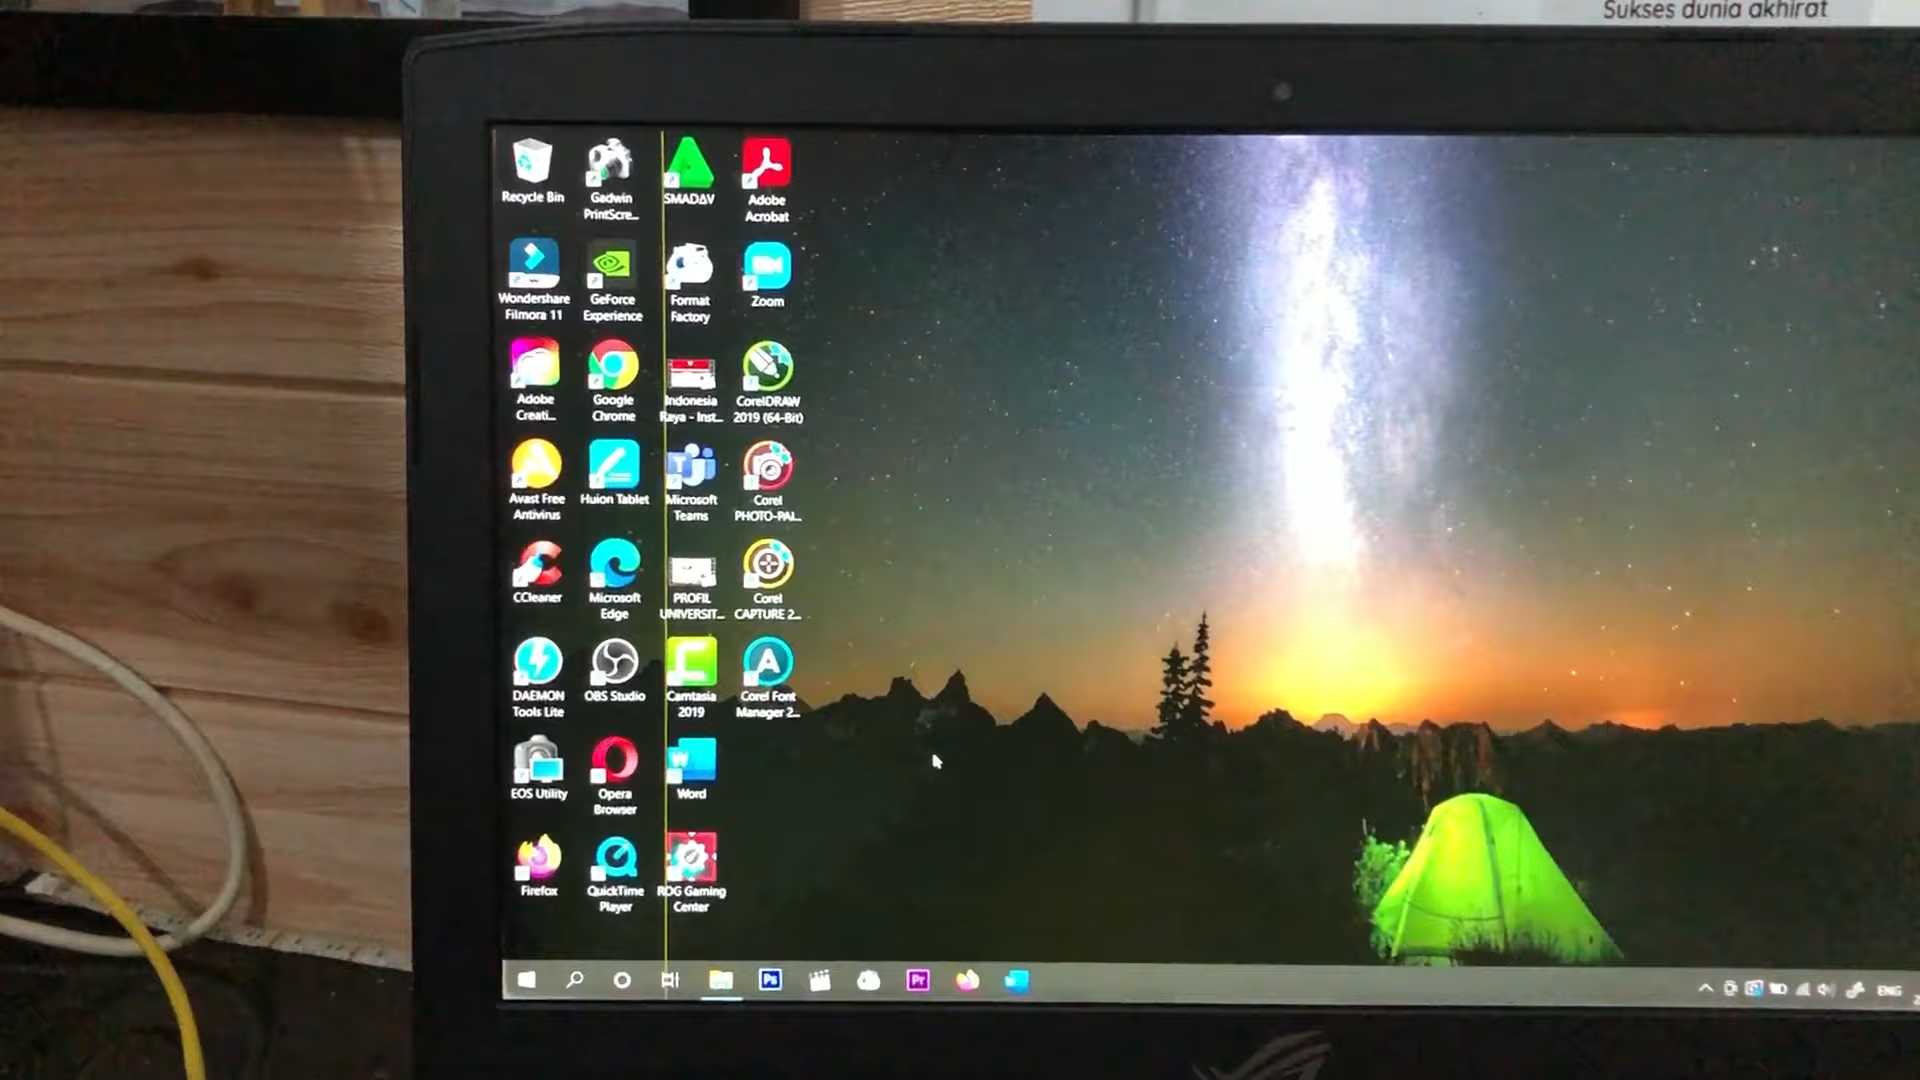 Sukses dunia akhirat
Recycle Bin
Gadwin
PrintScre...
SMADΔV
Adobe
Acrobat
Wondershare
Filmora 11
GeForce
Experience
Format
Factory
Zoom
Adobe
Creati...
Google
Chrome
Indonesia
Raya - Inst...
CorelDRAW
2019 (64-Bit)
Avast Free
Antivirus
Huion Tablet
Microsoft
Teams
Corel
PHOTO-PAI...
CCleaner
Microsoft
Edge
PROFIL
UNIVERSIT...
Corel
CAPTURE 2...
DAEMON
Tools Lite
OBS Studio
Camtasia
2019
Corel Font
Manager 2...
EOS Utility
Opera
Browser
Word
Firefox
QuickTime
Player
ROG Gaming
Center
Ps
Pr
ENG